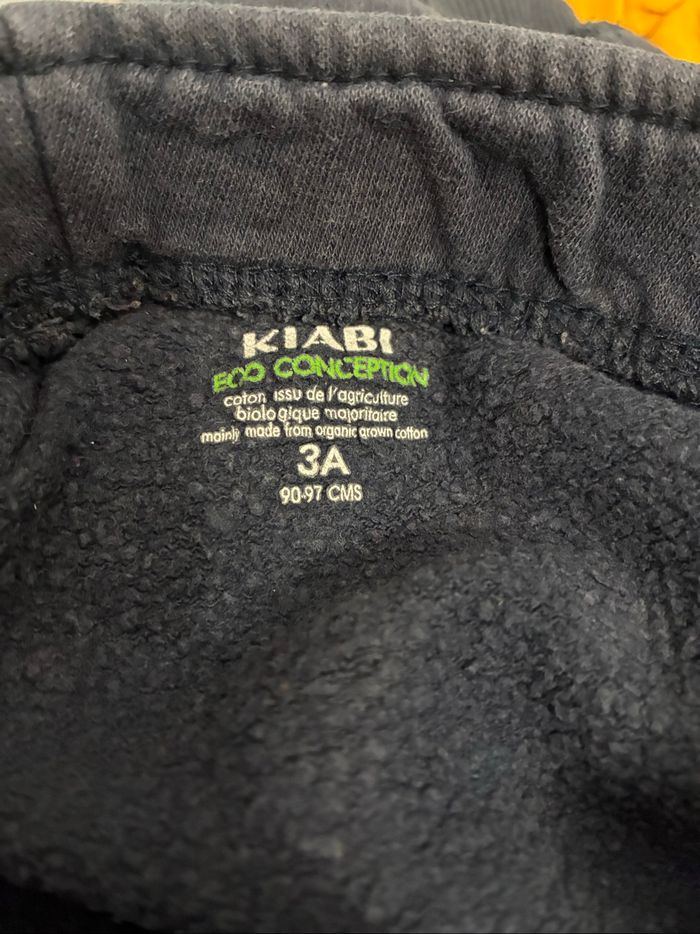 KIABI
ECO CONCEPTION
coton issu de l'agriculture
biologique majoritaire
mainly made from organic grown cotton
3A
90-97 CMS